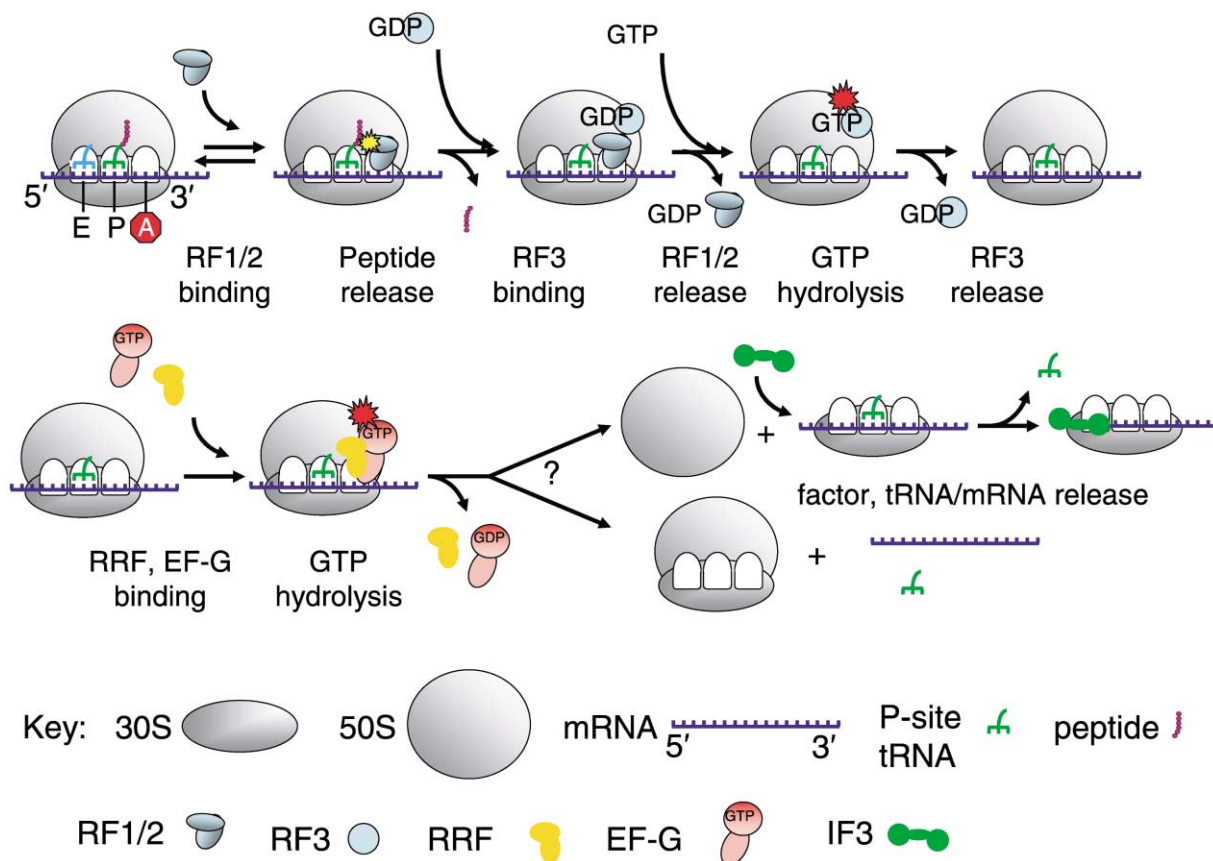 GDP
GTP
GDP
GTP
5′
3′
E P A
GDP
GDP
RF1/2
binding
Peptide
release
RF3
binding
RF1/2
release
GTP
hydrolysis
RF3
release
GTP
GTP
?
+
factor, tRNA/mRNA release
GDP
+
RRF, EF-G
binding
GTP
hydrolysis
Key: 30S 50S mRNA 5′ 3′ P-site tRNA peptide
RF1/2 RF3 RRF EF-G GTP IF3